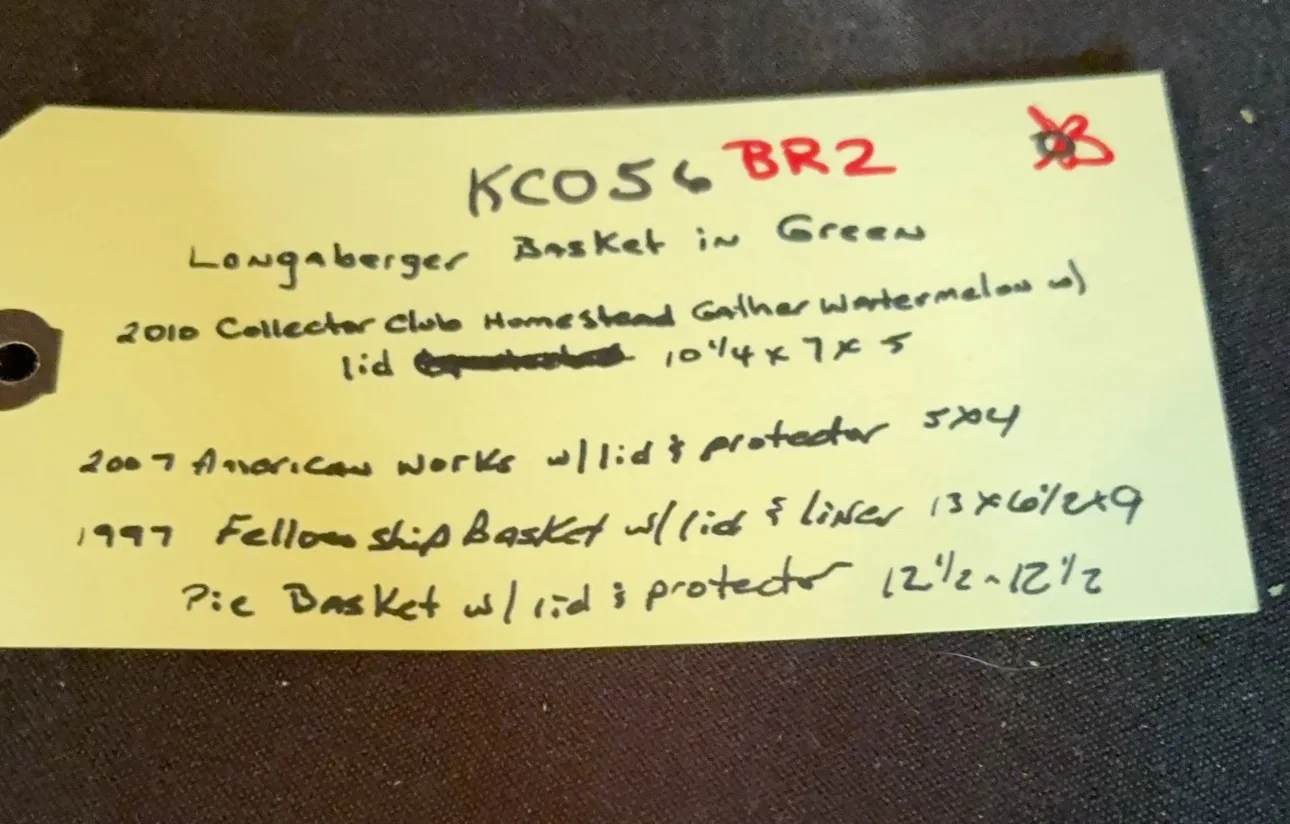 KC056 BR2
Longaberger Basket in Green
2010 Collector Club Homestead Gather Watermelon w/
lid 10 1/4 x 7 x 5
2007 American Works w/ lid & protector 5x4
1997 Fellowship Basket w/ lid & liner 13 x 6 1/2 x 9
Pie Basket w/ lid & protector 12 1/2 - 12 1/2